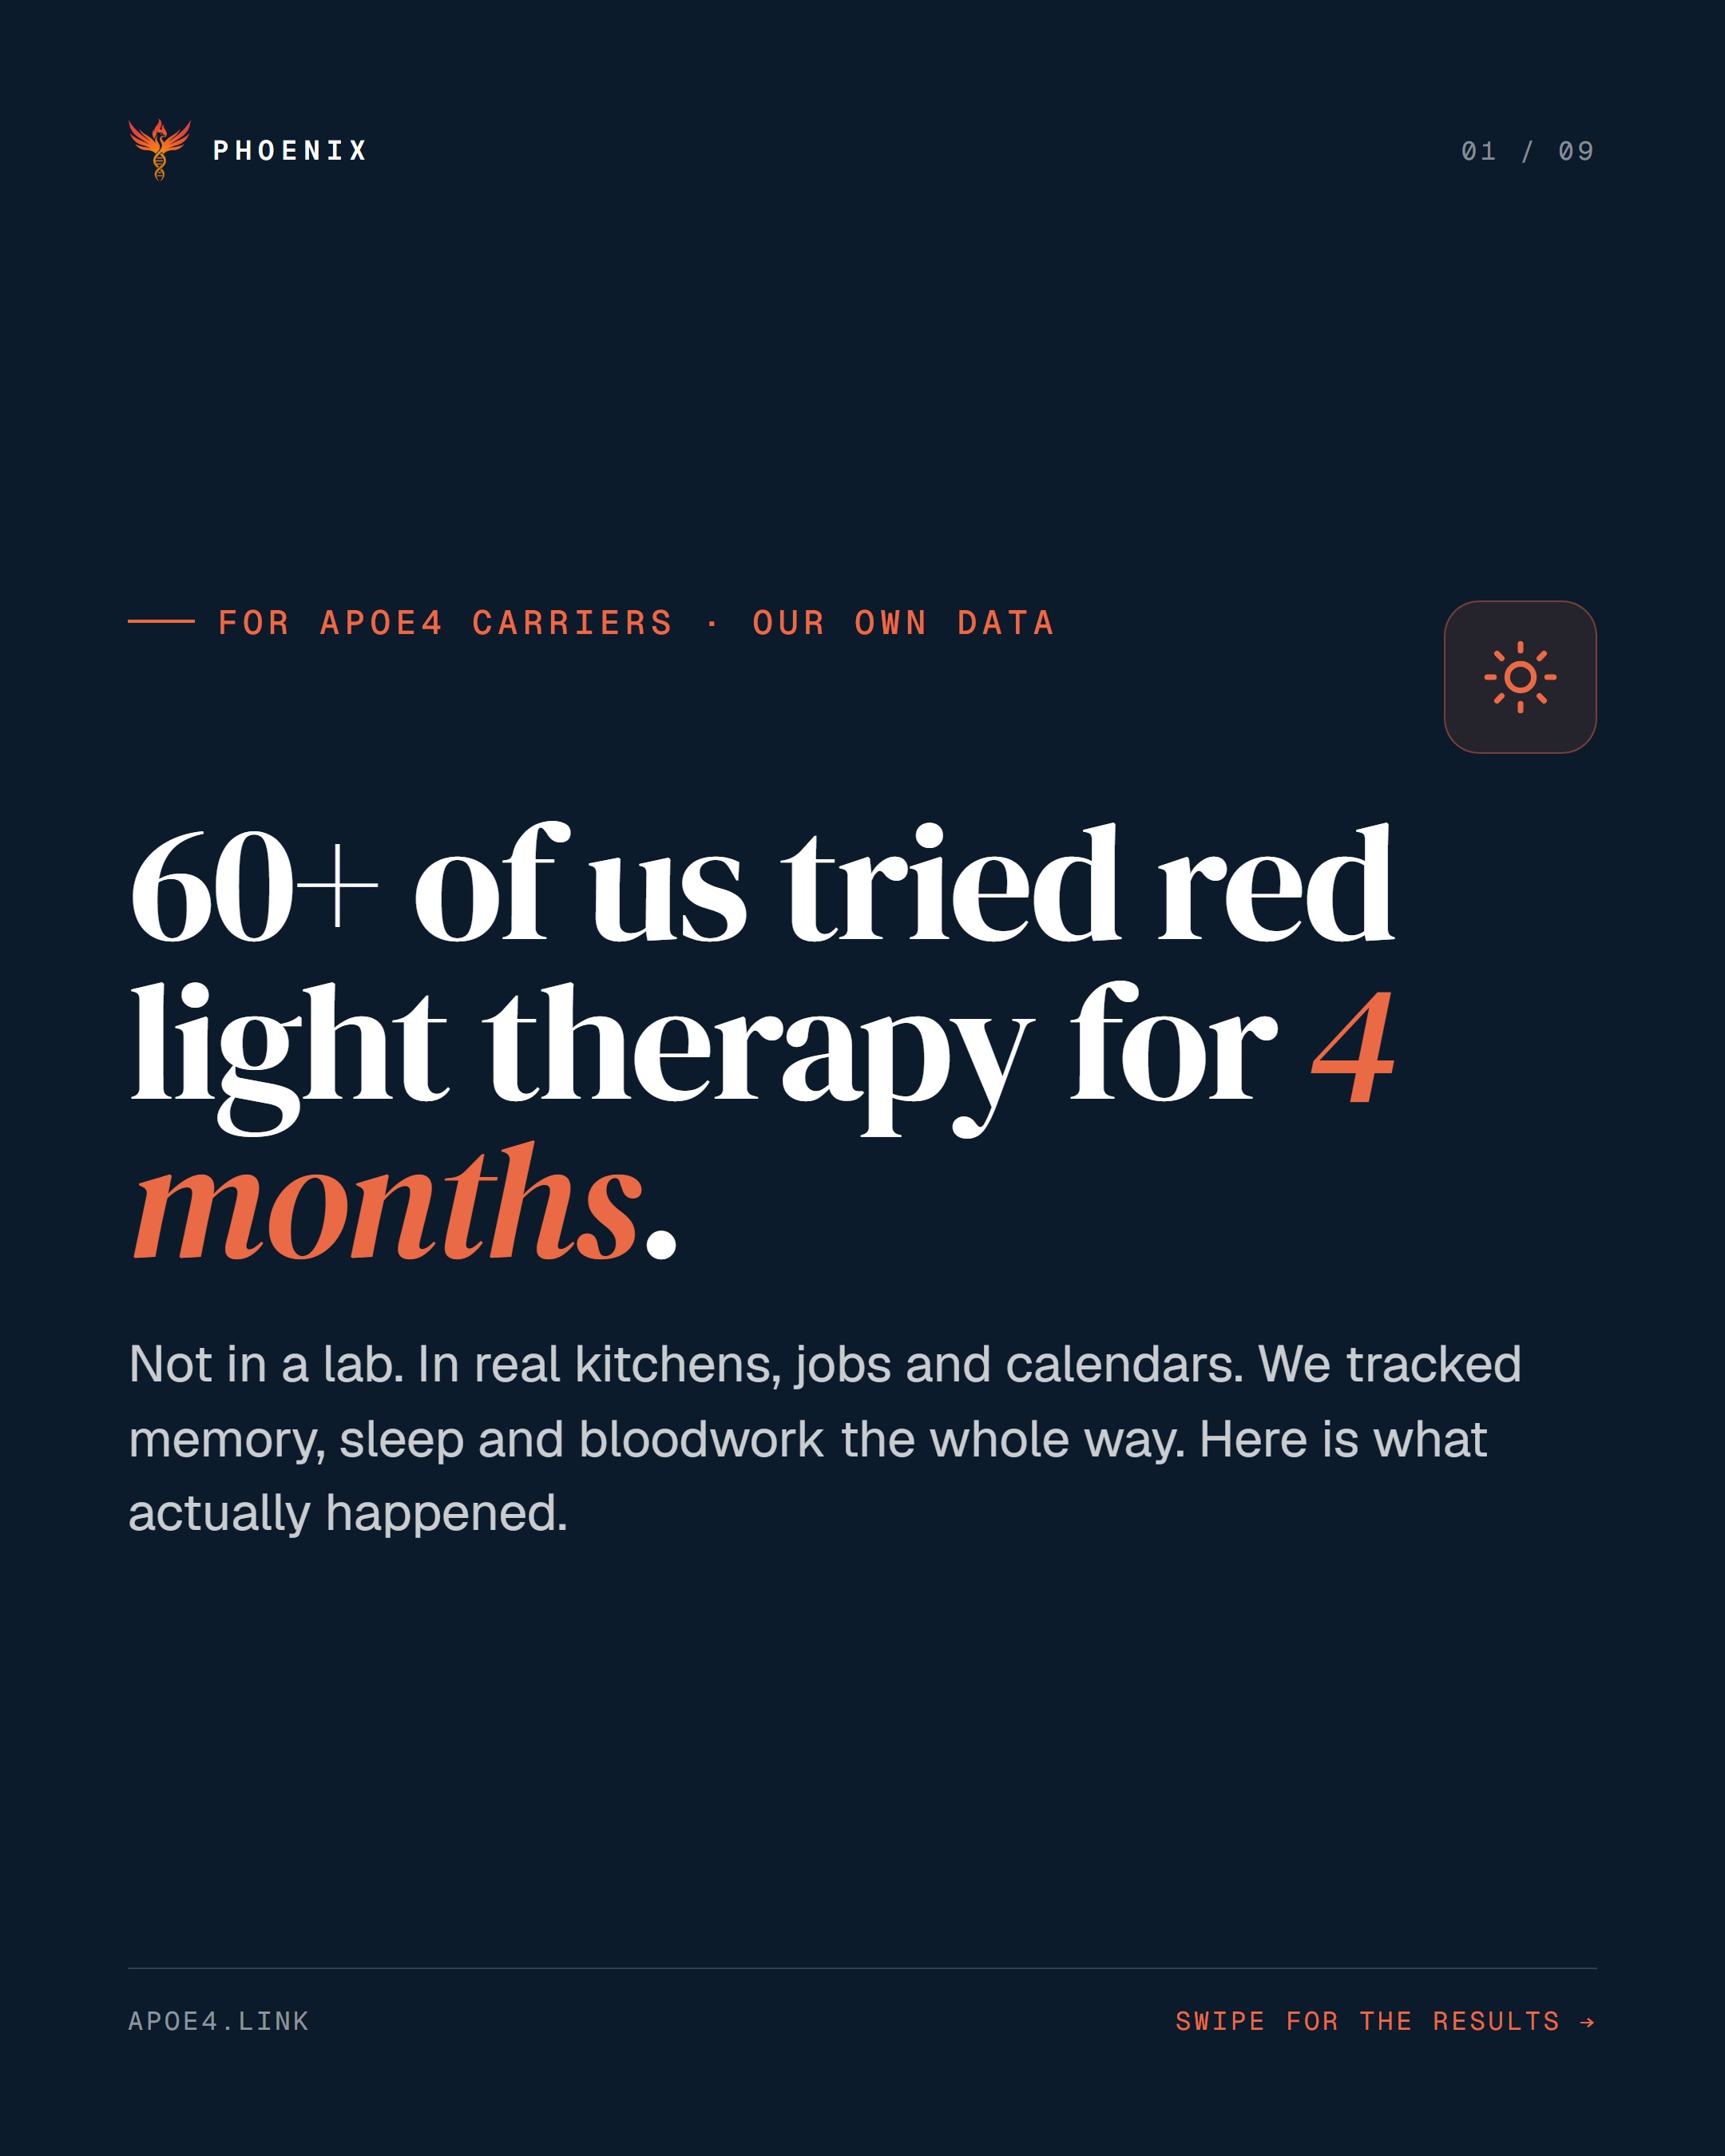 PHOENIX
01 / 09
FOR APOE4 CARRIERS · OUR OWN DATA
60+ of us tried red
light therapy for 4
months.
Not in a lab. In real kitchens, jobs and calendars. We tracked
memory, sleep and bloodwork the whole way. Here is what
actually happened.
APOE4.LINK
SWIPE FOR THE RESULTS →